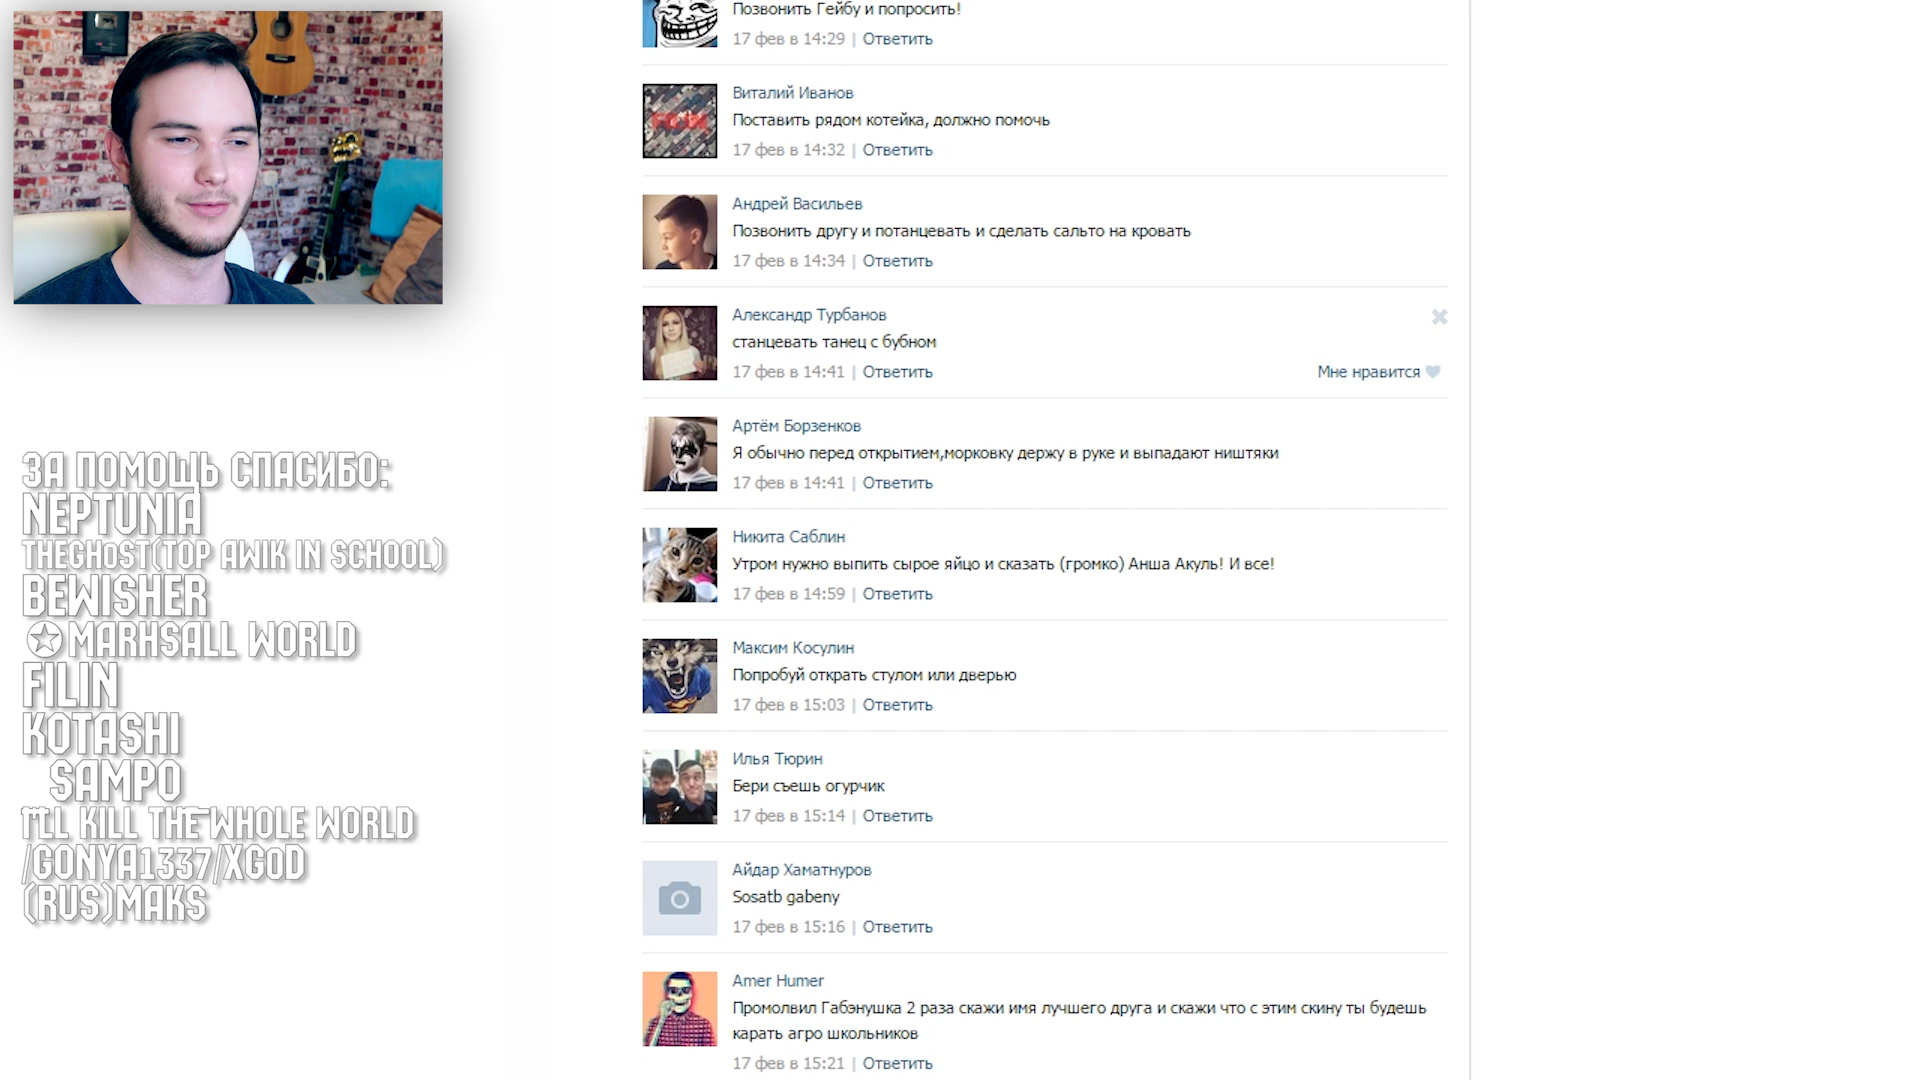 Позвонить Гейбу и попросить!
17 фев в 14:29 | Ответить
Виталий Иванов
Поставить рядом котейка, должно помочь
17 фев в 14:32 | Ответить
Андрей Васильев
Позвонить другу и потанцевать и сделать сальто на кровать
17 фев в 14:34 | Ответить
Александр Турбанов
станцевать танец с бубном
17 фев в 14:41 | Ответить
Мне нравится
Артём Борзенков
Я обычно перед открытием,морковку держу в руке и выпадают ништяки
17 фев в 14:41 | Ответить
Никита Саблин
Утром нужно выпить сырое яйцо и сказать (громко) Анша Акуль! И все!
17 фев в 14:59 | Ответить
Максим Косулин
Попробуй открать стулом или дверью
17 фев в 15:03 | Ответить
Илья Тюрин
Бери съешь огурчик
17 фев в 15:14 | Ответить
Айдар Хаматнуров
Sosatb gabeny
17 фев в 15:16 | Ответить
Amer Humer
Промолвил Габэнушка 2 раза скажи имя лучшего друга и скажи что с этим скину ты будешь
карать агро школьников
17 фев в 15:21 | Ответить
ЗА ПОМОЩЬ СПАСИБО:
NEPTUNIA
THEGHOST(TOP AWIK IN SCHOOL)
BEWISHER
✪MARHSALL WORLD
FILIN
KOTASHI
SAMPO
I'LL KILL THE WHOLE WORLD
/GONYA1337/XGOD
(RUS)MAKS